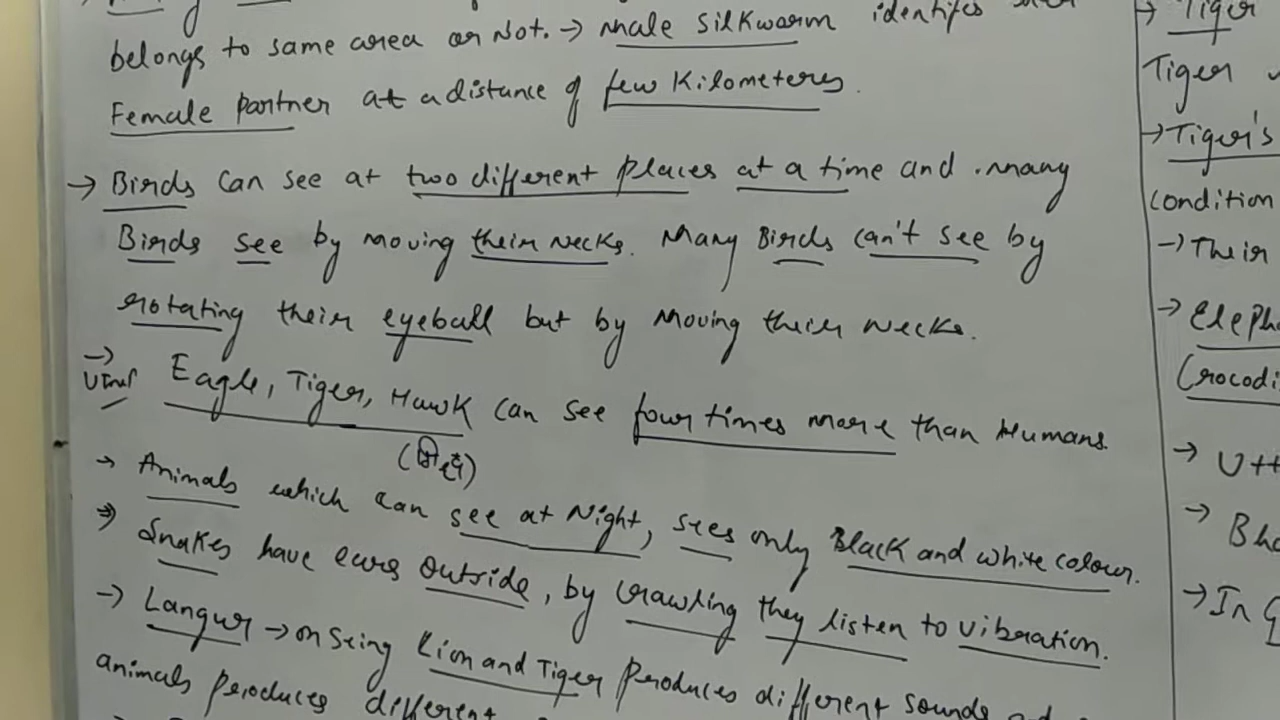 belongs to same area or Not. → male silkwarm identifes
Female partner at a distance of few Kilometeres.
→ Birds can see at two different places at a time and many
Birds see by moving their necks. Many Birds can't see by
rotating their eyeball but by moving their necks.
→ Eagle, Tiger, Hawk can see four times more than Humans.
→ Animals which can see at Night, sees only Black and white colour.
⇒ Snakes have ears outside, by crawling they listen to vibration.
→ Langur → on seing Lion and Tiger produces different sounds
animals produces different
→ Tiger
Tiger
→ Tiger's
condition
→ Their
→ Eleph
Crocodi
→ Utt
→ Bha
→ In